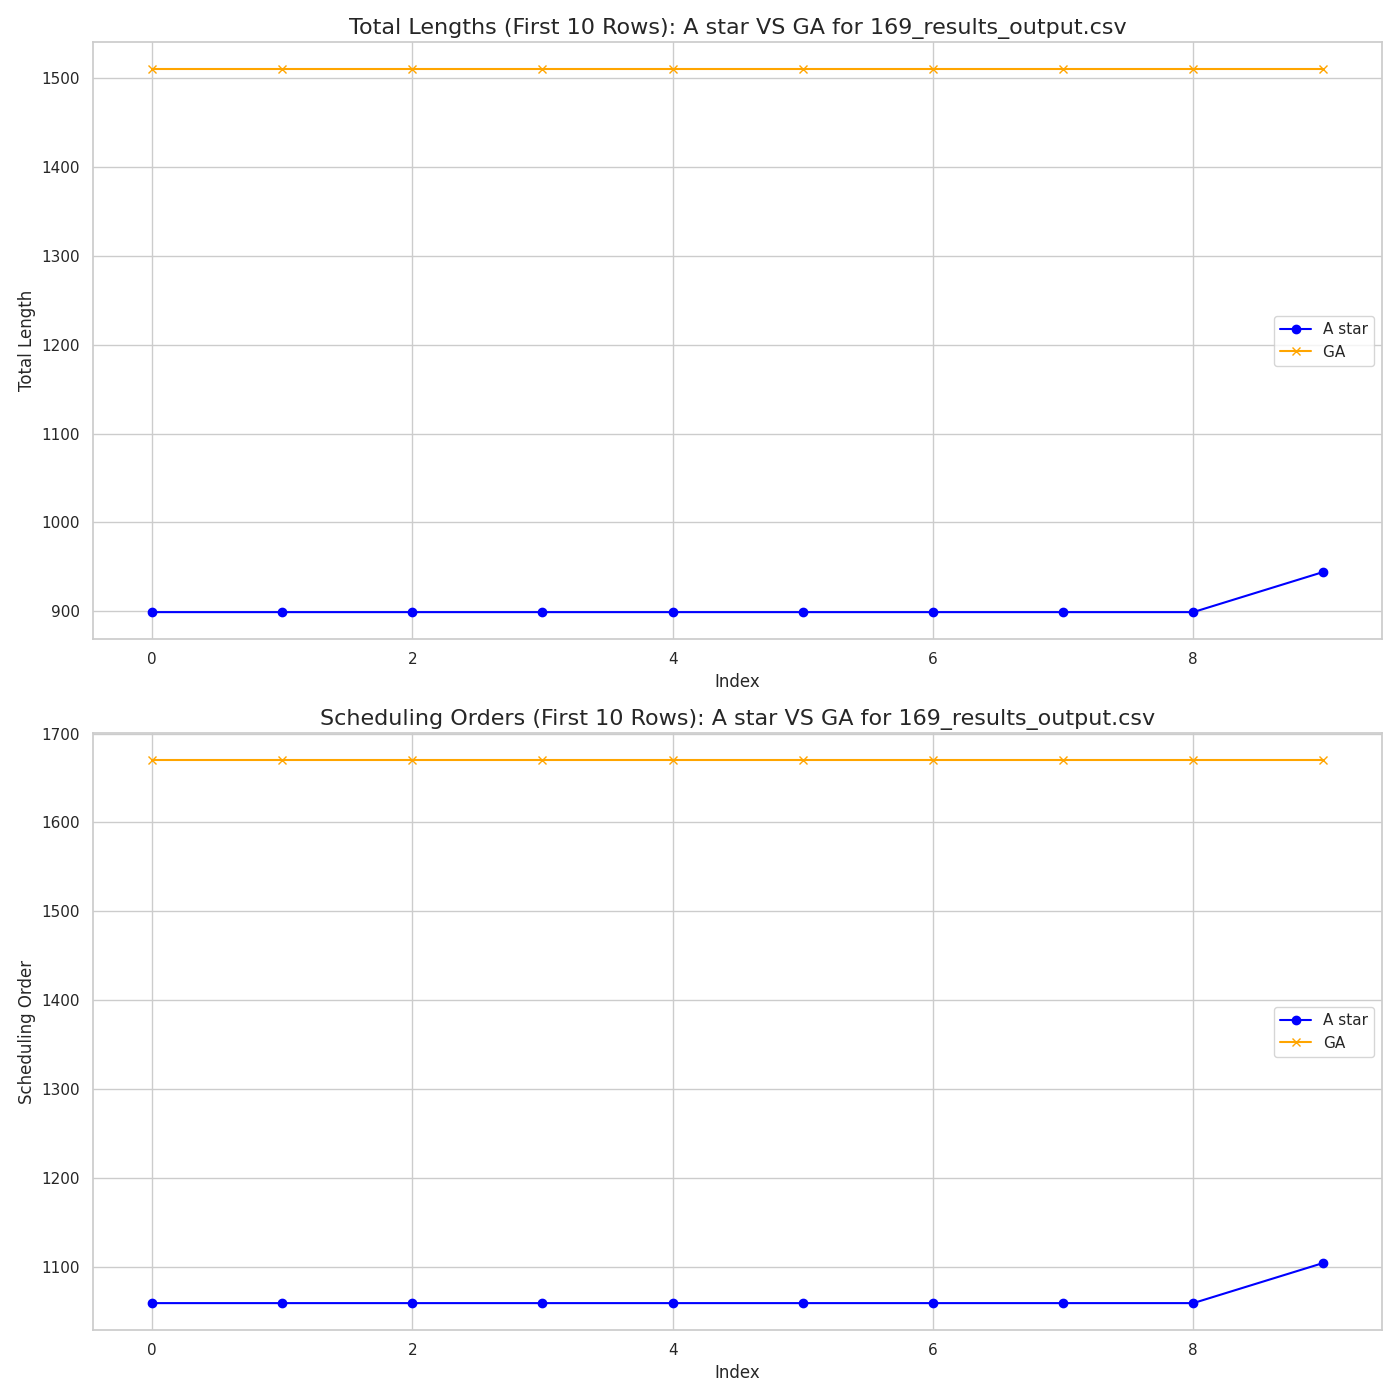 Total Lengths (First 10 Rows): A star VS GA for 169_results_output.csv
1500
1400
1300
1200
1100
1000
900
Total Length
A star
GA
0 2 4 6 8
Index
Scheduling Orders (First 10 Rows): A star VS GA for 169_results_output.csv
1700
1600
1500
1400
1300
1200
1100
Scheduling Order
A star
GA
0 2 4 6 8
Index